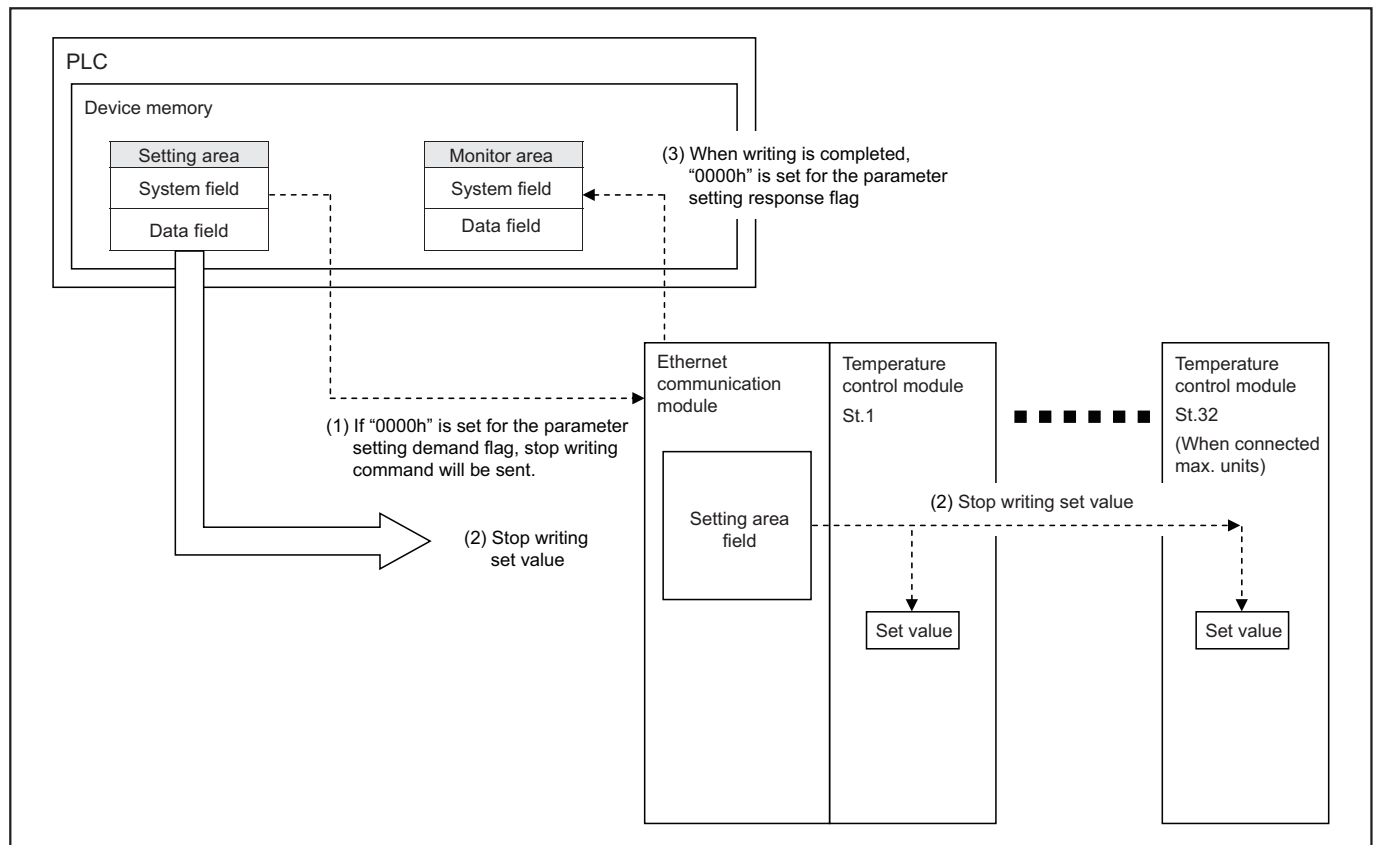 PLC
Device memory
Setting area
System field
Data field
Monitor area
System field
Data field
(3) When writing is completed,
“0000h” is set for the parameter
setting response flag
(1) If “0000h” is set for the parameter
setting demand flag, stop writing
command will be sent.
(2) Stop writing
set value
Ethernet
communication
module
Setting area
field
Temperature
control module
St.1
Temperature
control module
St.32
(When connected
max. units)
(2) Stop writing set value
Set value
Set value